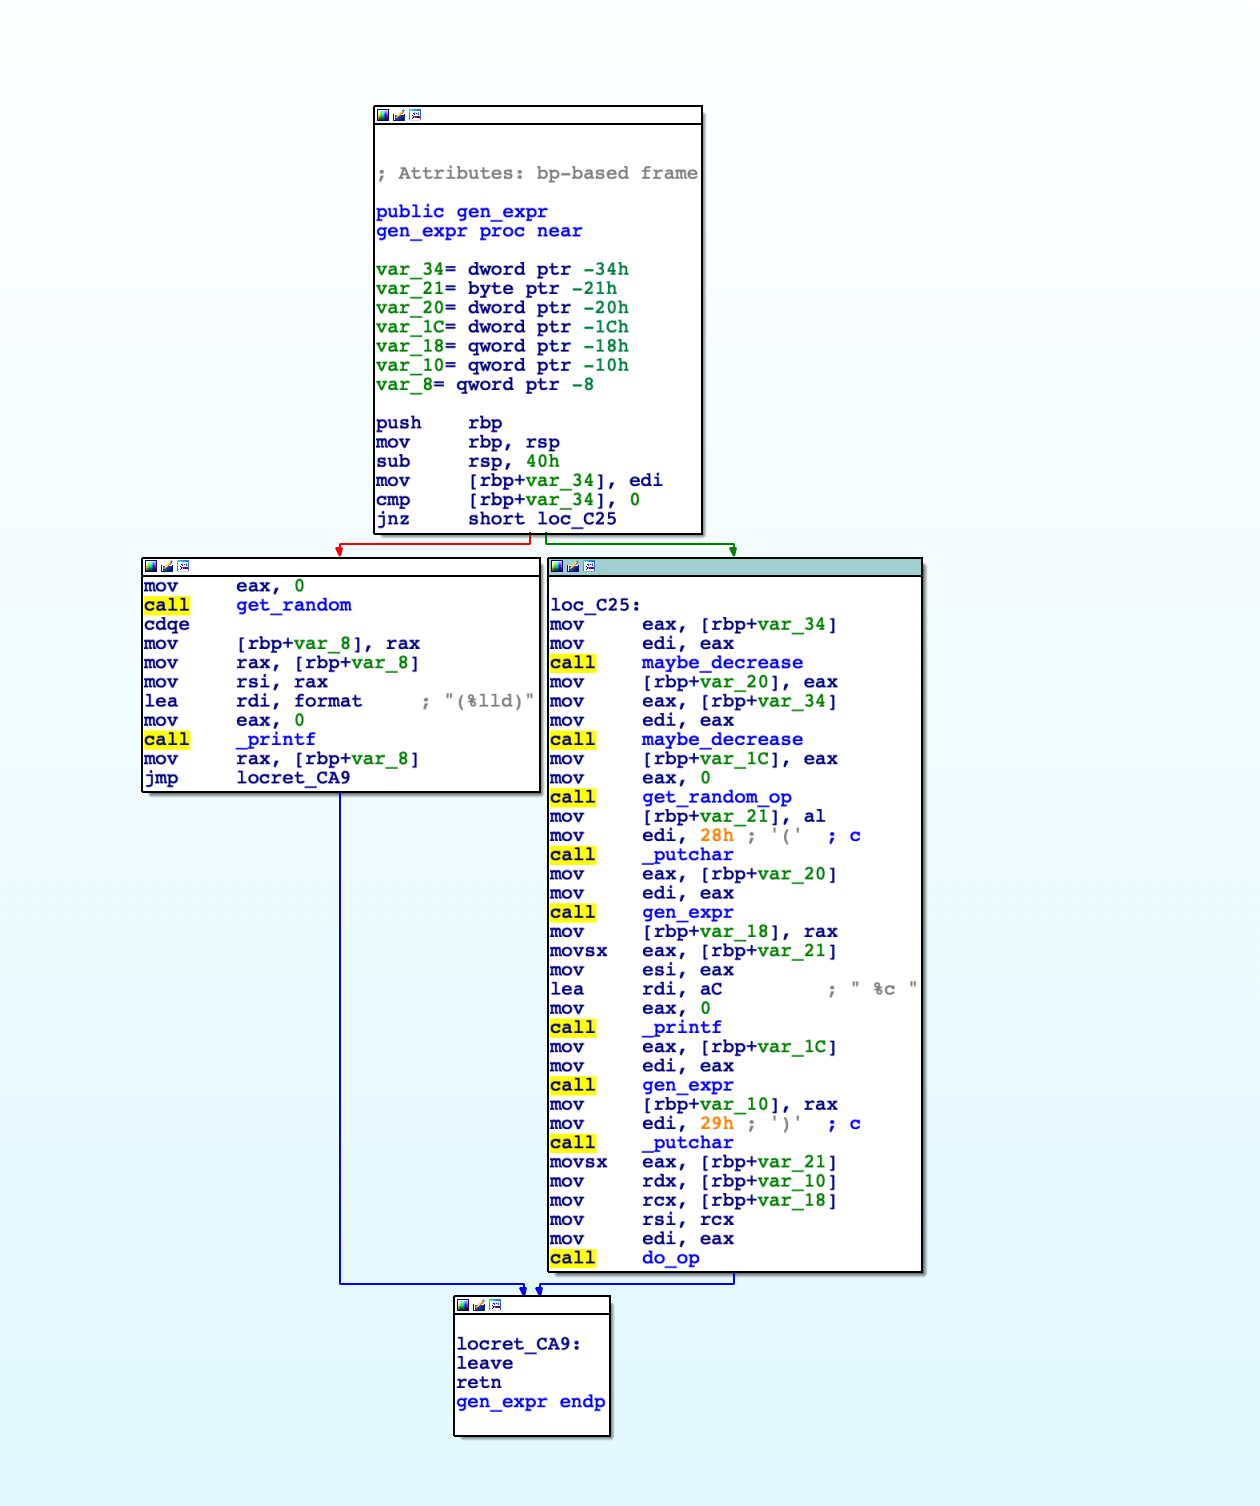 ; Attributes: bp-based frame
public gen_expr
gen_expr proc near
var_34= dword ptr -34h
var_21= byte ptr -21h
var_20= dword ptr -20h
var_1C= dword ptr -1Ch
var_18= qword ptr -18h
var_10= qword ptr -10h
var_8= qword ptr -8
push rbp
mov rbp, rsp
sub rsp, 40h
mov [rbp+var_34], edi
cmp [rbp+var_34], 0
jnz short loc_C25
mov eax, 0
call get_random
cdqe
mov [rbp+var_8], rax
mov rax, [rbp+var_8]
mov rsi, rax
lea rdi, format ; "(%lld)"
mov eax, 0
call _printf
mov rax, [rbp+var_8]
jmp locret_CA9
loc_C25:
mov eax, [rbp+var_34]
mov edi, eax
call maybe_decrease
mov [rbp+var_20], eax
mov eax, [rbp+var_34]
mov edi, eax
call maybe_decrease
mov [rbp+var_1C], eax
mov eax, 0
call get_random_op
mov [rbp+var_21], al
mov edi, 28h ; '(' ; c
call _putchar
mov eax, [rbp+var_20]
mov edi, eax
call gen_expr
mov [rbp+var_18], rax
movsx eax, [rbp+var_21]
mov esi, eax
lea rdi, aC ; " %c "
mov eax, 0
call _printf
mov eax, [rbp+var_1C]
mov edi, eax
call gen_expr
mov [rbp+var_10], rax
mov edi, 29h ; ')' ; c
call _putchar
movsx eax, [rbp+var_21]
mov rdx, [rbp+var_10]
mov rcx, [rbp+var_18]
mov rsi, rcx
mov edi, eax
call do_op
locret_CA9:
leave
retn
gen_expr endp